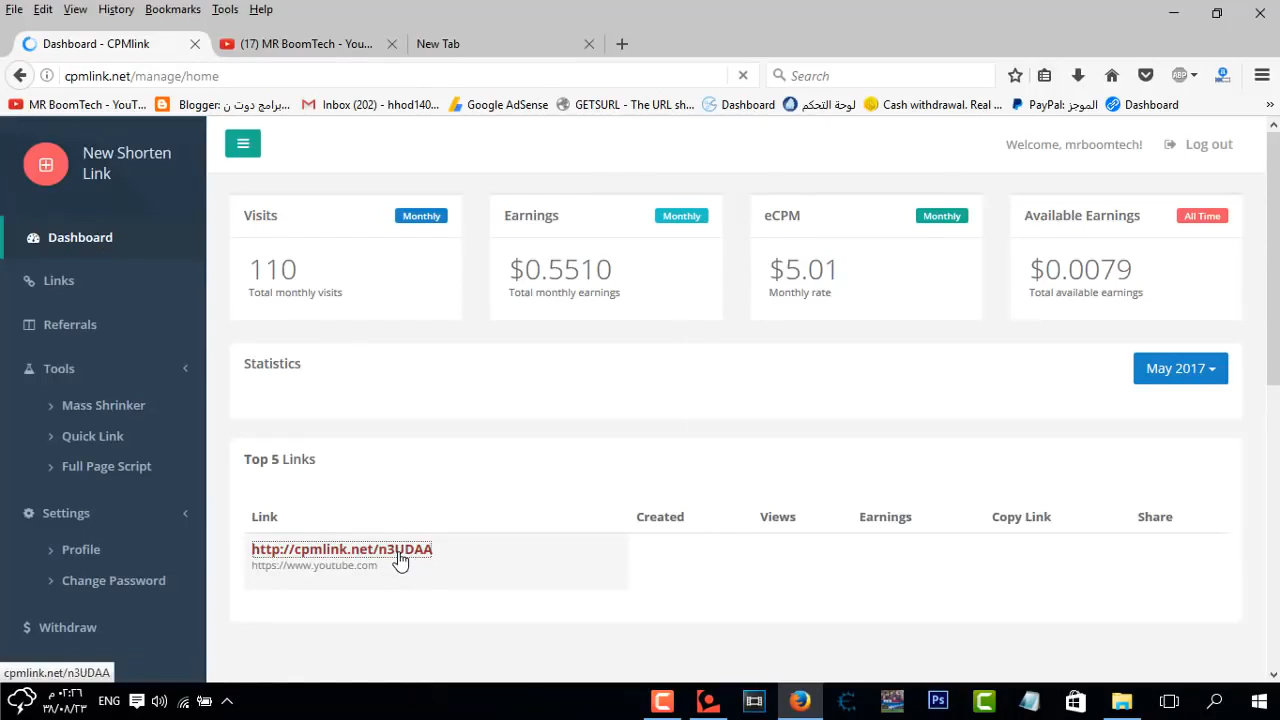 File Edit View History Bookmarks Tools Help
Dashboard - CPMlink
(17) MR BoomTech - You...
New Tab
cpmlink.net/manage/home
Search
ABP
MR BoomTech - YouT...
Blogger: برامج دوت ن...
Inbox (202) - hhod140...
Google AdSense
GETSURL - The URL sh...
Dashboard
لوحة التحكم
Cash withdrawal. Real ...
PayPal: الموجز
Dashboard
New Shorten
Link
Welcome, mrboomtech!
Log out
Dashboard
Links
Referrals
Tools
Mass Shrinker
Quick Link
Full Page Script
Settings
Profile
Change Password
$ Withdraw
Visits Monthly
110
Total monthly visits
Earnings Monthly
$0.5510
Total monthly earnings
eCPM Monthly
$5.01
Monthly rate
Available Earnings All Time
$0.0079
Total available earnings
Statistics
May 2017
Top 5 Links
Link Created Views Earnings Copy Link Share
http://cpmlink.net/n3UDAA
https://www.youtube.com
cpmlink.net/n3UDAA
ENG
Ps